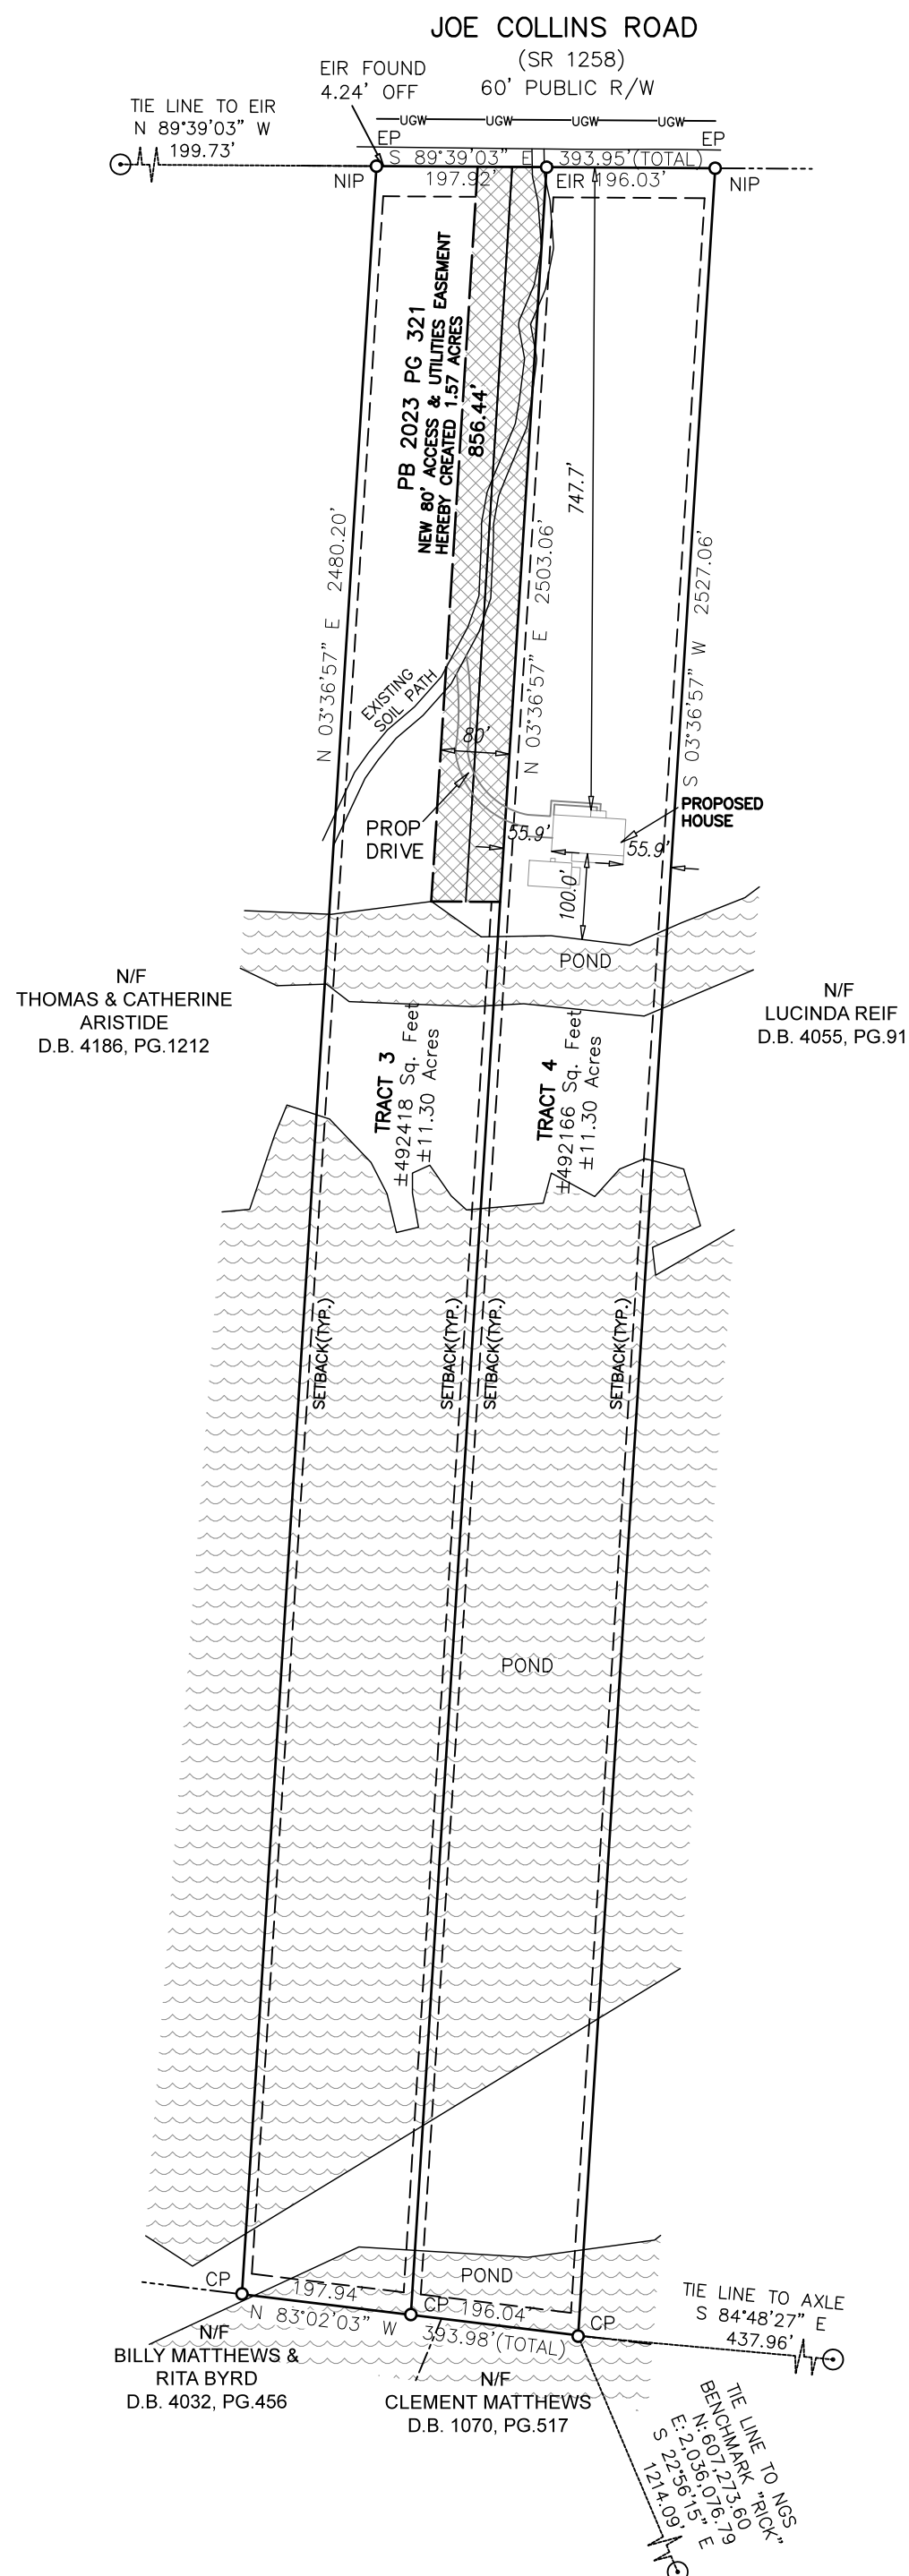 JOE COLLINS ROAD
(SR 1258)
60' PUBLIC R/W
EIR FOUND
4.24' OFF
TIE LINE TO EIR
N 89°39'03" W
199.73'
UGW
UGW
UGW
UGW
EP
EP
S 89°39'03" E
393.95'(TOTAL)
NIP
197.92'
EIR
196.03'
NIP
PB 2023 PG 321
NEW 80' ACCESS & UTILITIES EASEMENT
HEREBY CREATED 1.57 ACRES
856.44'
747.7'
N 03°36'57" E 2480.20'
N 03°36'57" E 2503.06'
S 03°36'57" W 2527.06'
EXISTING
SOIL PATH
80'
PROP
DRIVE
PROPOSED
HOUSE
55.9'
55.9'
100.0'
POND
N/F
THOMAS & CATHERINE
ARISTIDE
D.B. 4186, PG.1212
N/F
LUCINDA REIF
D.B. 4055, PG.91
TRACT 3
±492418 Sq. Feet
±11.30 Acres
TRACT 4
±492166 Sq. Feet
±11.30 Acres
SETBACK(TYP.)
SETBACK(TYP.)
SETBACK(TYP.)
SETBACK(TYP.)
POND
POND
CP
197.94'
CP
196.04'
CP
N 83°02'03" W
393.98'(TOTAL)
TIE LINE TO AXLE
S 84°48'27" E
437.96'
N/F
BILLY MATTHEWS &
RITA BYRD
D.B. 4032, PG.456
N/F
CLEMENT MATTHEWS
D.B. 1070, PG.517
TIE LINE TO NGS
BENCHMARK "RICK"
N: 607,273.60
E: 2,036,076.79
S 22°56'15" E
1214.09'